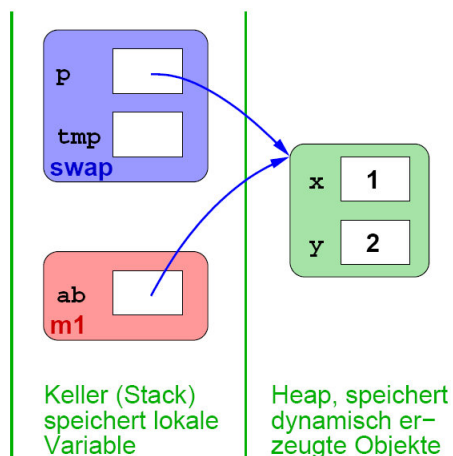 p
tmp
swap
x 1
y 2
ab
m1
Keller (Stack)
speichert lokale
Variable
Heap, speichert
dynamisch er–
zeugte Objekte